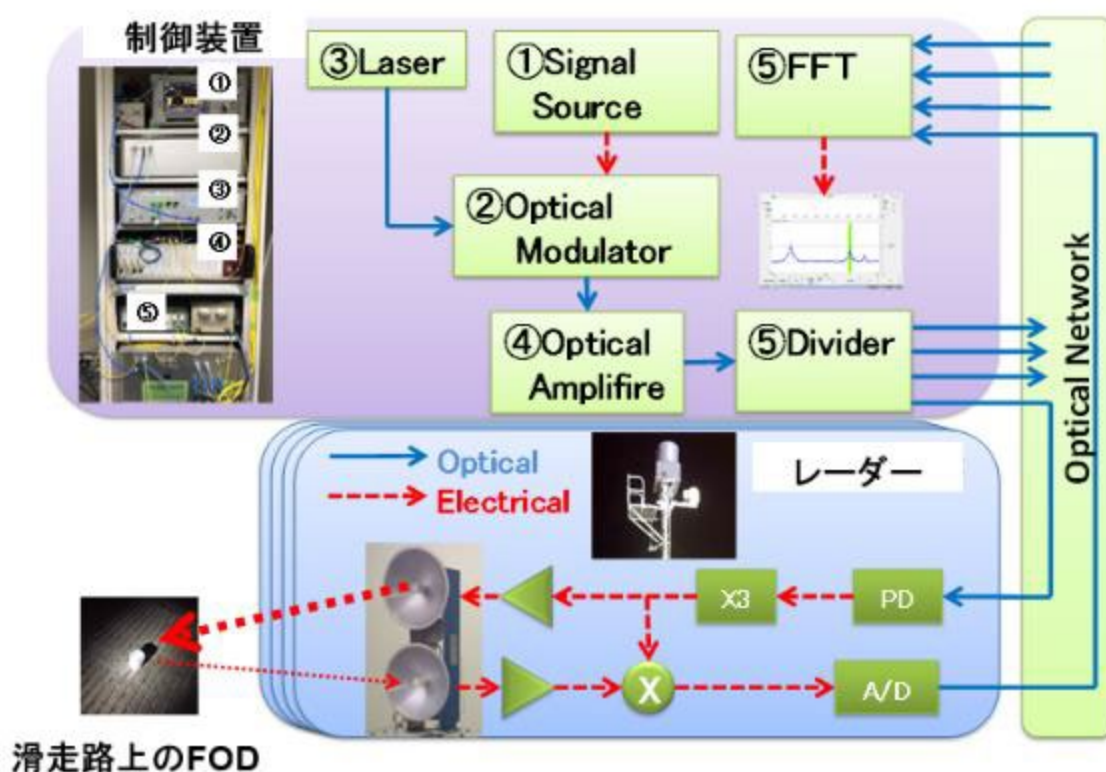 制御装置
①
②
③
④
⑤
③Laser
①Signal
Source
⑤FFT
②Optical
Modulator
④Optical
Amplifire
⑤Divider
Optical Network
Optical
Electrical
レーダー
X3
PD
X
A/D
滑走路上のFOD